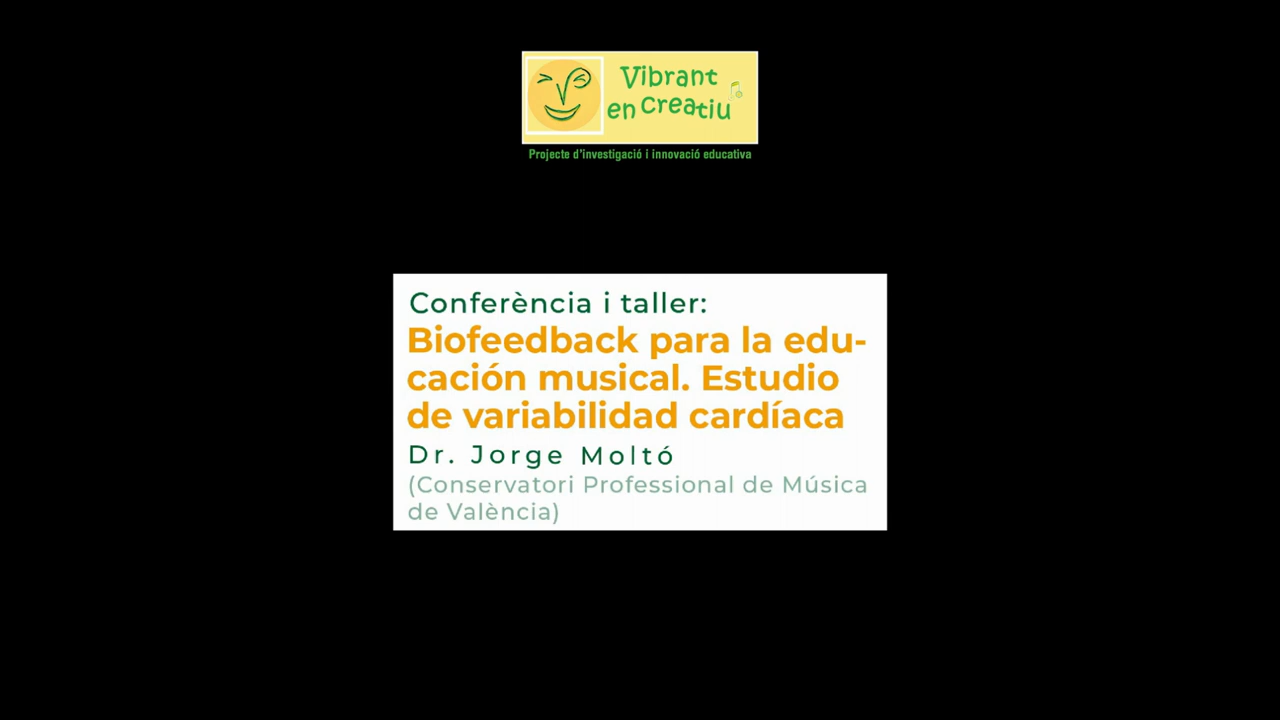 Vibrant
en creatiu
Projecte d'investigació i innovació educativa
Conferència i taller:
Biofeedback para la edu-
cación musical. Estudio
de variabilidad cardíaca
Dr. Jorge Moltó
(Conservatori Professional de Música
de València)